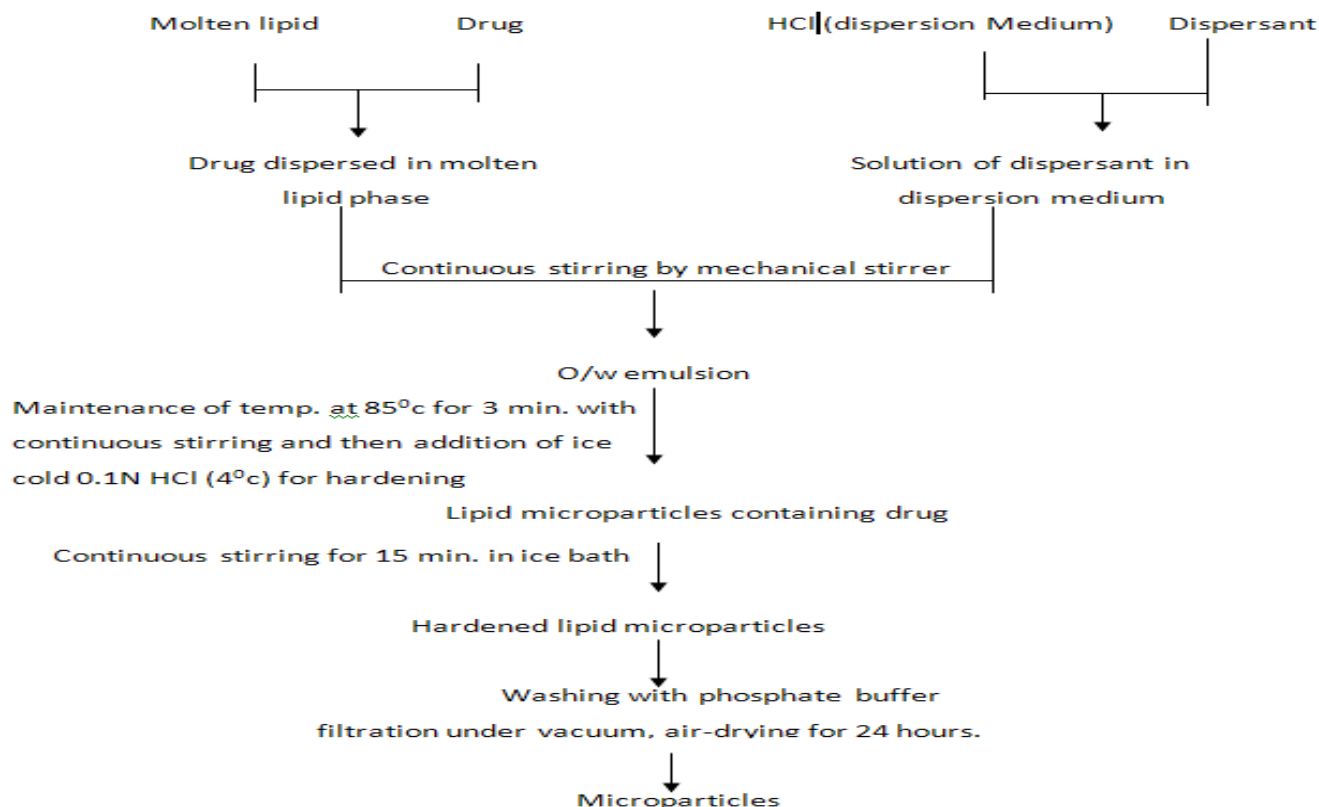 Molten lipid Drug HCl (dispersion Medium) Dispersant
Drug dispersed in molten
lipid phase
Solution of dispersant in
dispersion medium
Continuous stirring by mechanical stirrer
O/w emulsion
Maintenance of temp. at 85⁰c for 3 min. with
continuous stirring and then addition of ice
cold 0.1N HCl (4⁰c) for hardening
Lipid microparticles containing drug
Continuous stirring for 15 min. in ice bath
Hardened lipid microparticles
Washing with phosphate buffer
filtration under vacuum, air-drying for 24 hours.
Microparticles